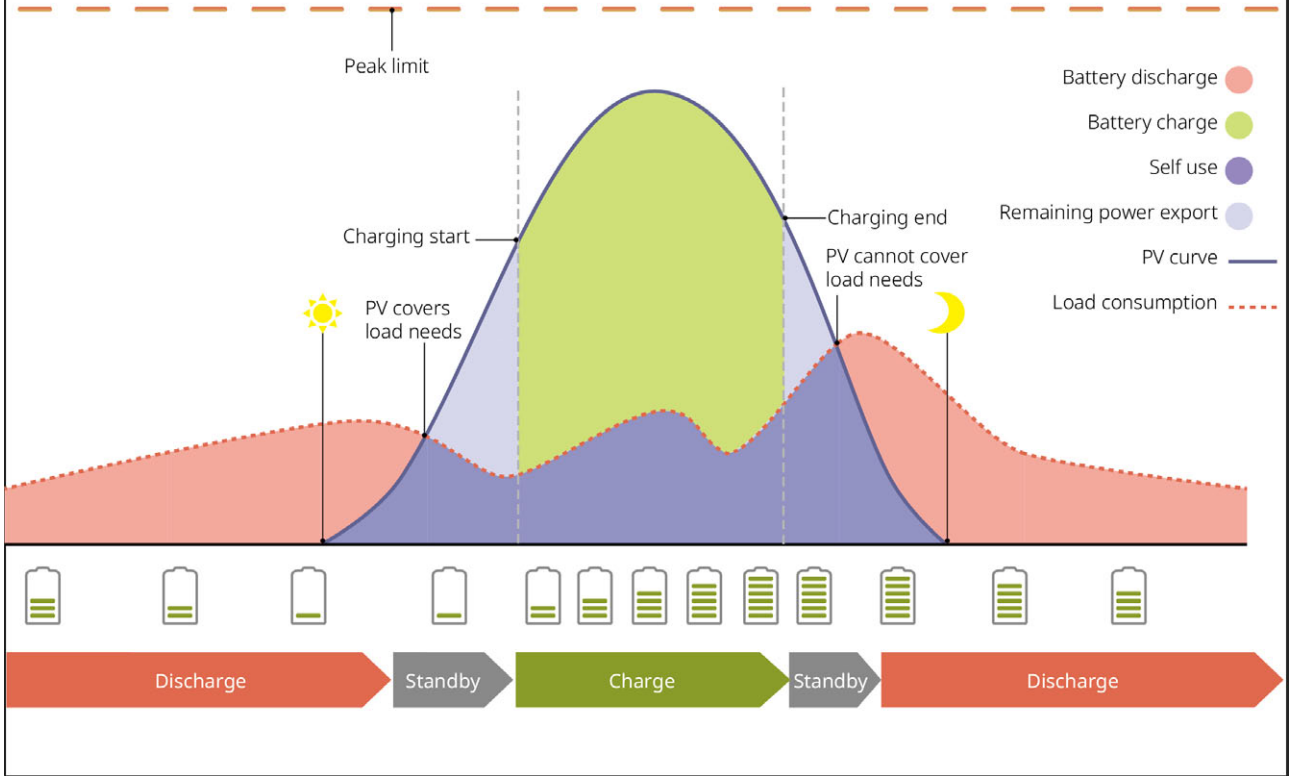 Peak limit
Battery discharge
Battery charge
Self use
Remaining power export
PV curve
Load consumption
Charging start
Charging end
PV cannot cover
load needs
PV covers
load needs
Discharge
Standby
Charge
Standby
Discharge